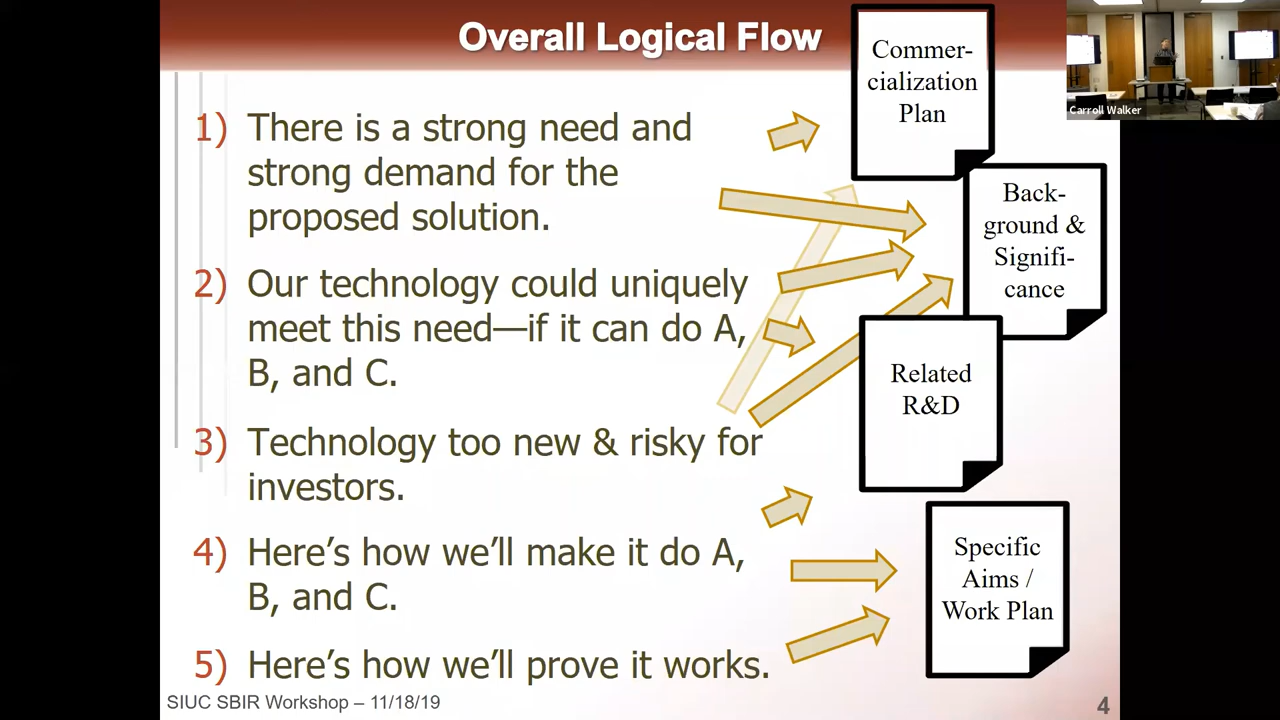 Overall Logical Flow
1) There is a strong need and
strong demand for the
proposed solution.
2) Our technology could uniquely
meet this need—if it can do A,
B, and C.
3) Technology too new & risky for
investors.
4) Here's how we'll make it do A,
B, and C.
5) Here's how we'll prove it works.
Commer-
cialization
Plan
Back-
ground &
Signifi-
cance
Related
R&D
Specific
Aims /
Work Plan
Carroll Walker
SIUC SBIR Workshop – 11/18/19
4